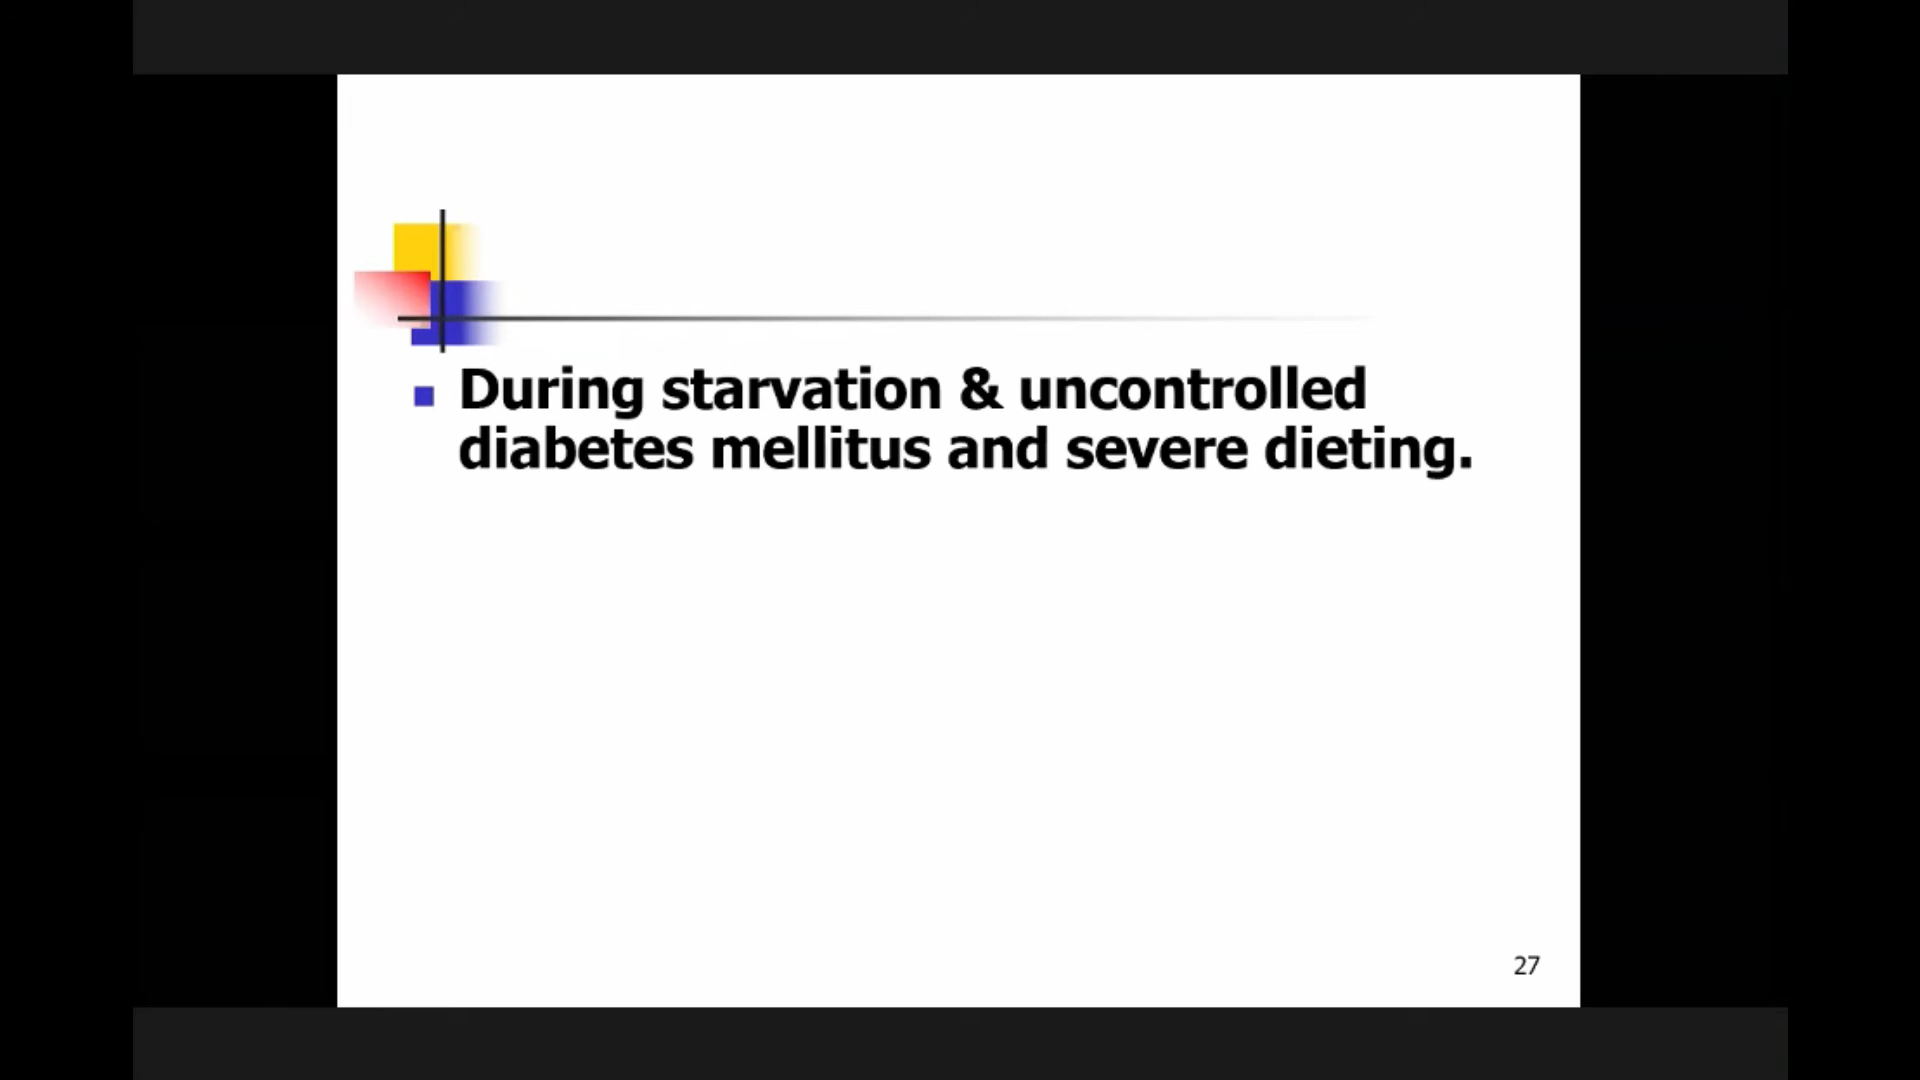 During starvation & uncontrolled
diabetes mellitus and severe dieting.
27